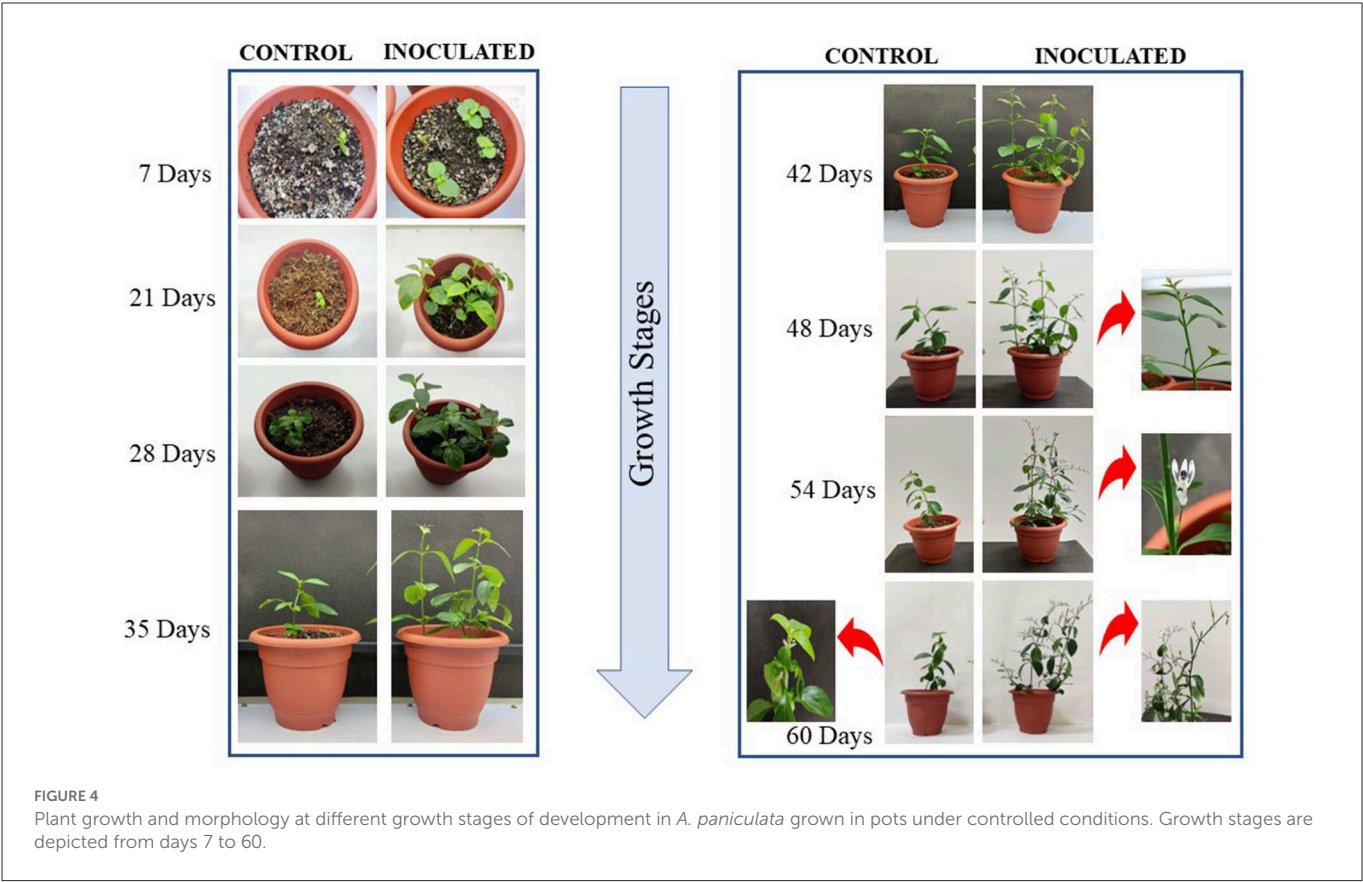 CONTROL INOCULATED
7 Days
21 Days
28 Days
35 Days
Growth Stages
CONTROL INOCULATED
42 Days
48 Days
54 Days
60 Days
FIGURE 4
Plant growth and morphology at different growth stages of development in A. paniculata grown in pots under controlled conditions. Growth stages are
depicted from days 7 to 60.